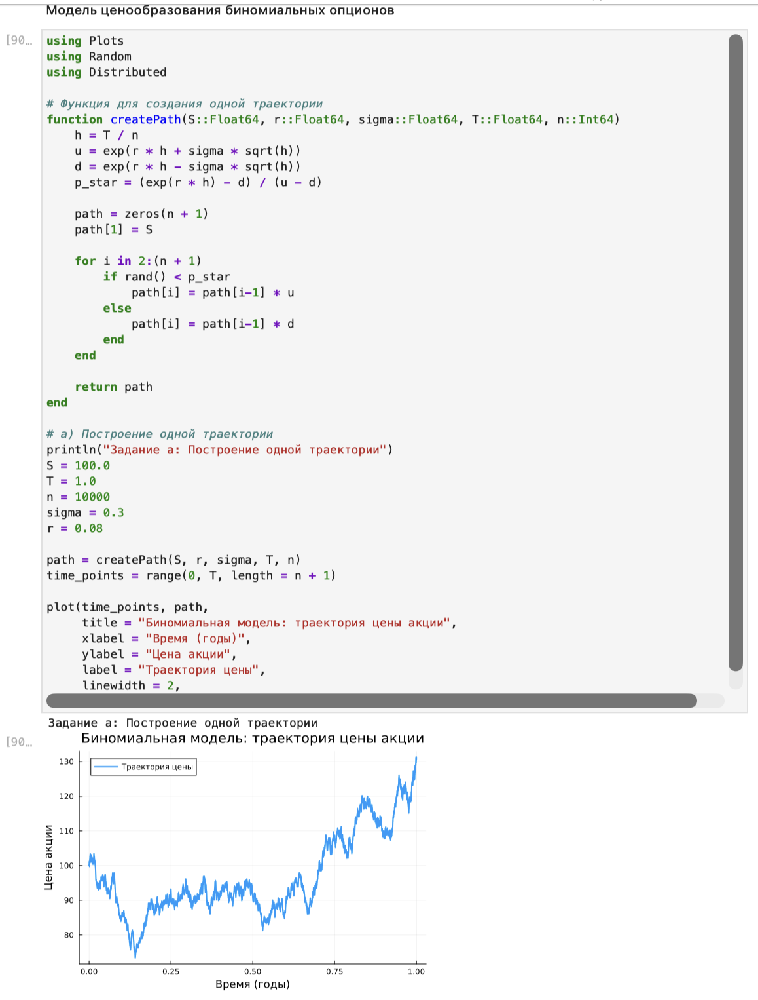 Модель ценообразования биномиальных опционов
[90…
using Plots
using Random
using Distributed
# Функция для создания одной траектории
function createPath(S::Float64, r::Float64, sigma::Float64, T::Float64, n::Int64)
    h = T / n
    u = exp(r * h + sigma * sqrt(h))
    d = exp(r * h - sigma * sqrt(h))
    p_star = (exp(r * h) - d) / (u - d)
    path = zeros(n + 1)
    path[1] = S
    for i in 2:(n + 1)
        if rand() < p_star
            path[i] = path[i-1] * u
        else
            path[i] = path[i-1] * d
        end
    end
    return path
end
# а) Построение одной траектории
println("Задание а: Построение одной траектории")
S = 100.0
T = 1.0
n = 10000
sigma = 0.3
r = 0.08
path = createPath(S, r, sigma, T, n)
time_points = range(0, T, length = n + 1)
plot(time_points, path,
     title = "Биномиальная модель: траектория цены акции",
     xlabel = "Время (годы)",
     ylabel = "Цена акции",
     label = "Траектория цены",
     linewidth = 2,
Задание а: Построение одной траектории
[90…
Биномиальная модель: траектория цены акции
Траектория цены
130
120
110
100
90
80
Цена акции
0.00 0.25 0.50 0.75 1.00
Время (годы)